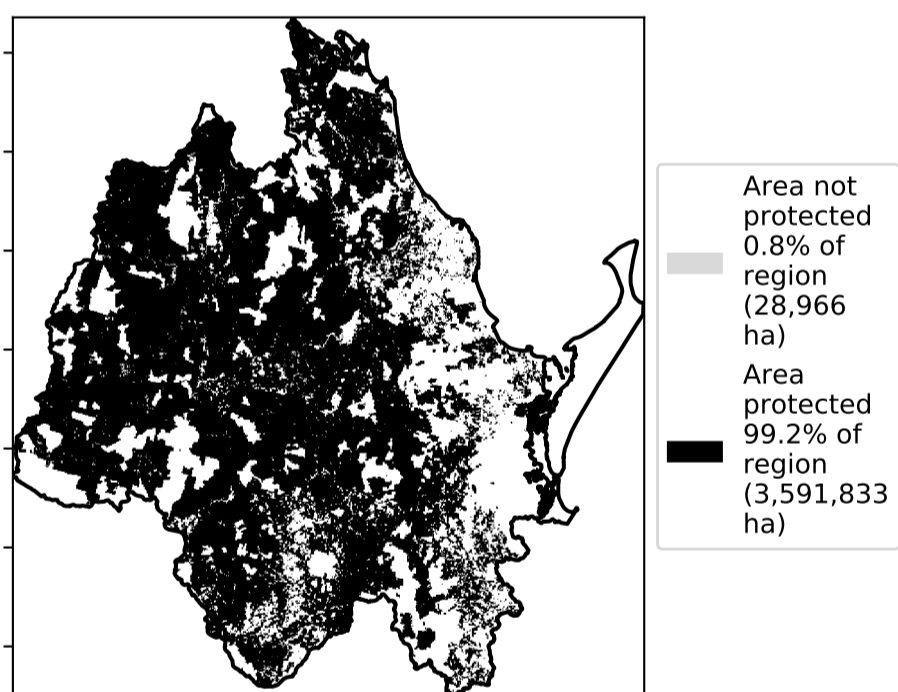 Area not
protected
0.8% of
region
(28,966
ha)
Area
protected
99.2% of
region
(3,591,833
ha)